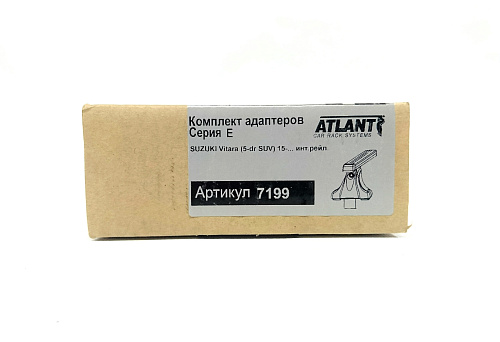 Комплект адаптеров
Серия E
ATLANT
CAR RACK SYSTEMS
SUZUKI Vitara (5-dr SUV) 15-... инт.рейл.
Артикул 7199